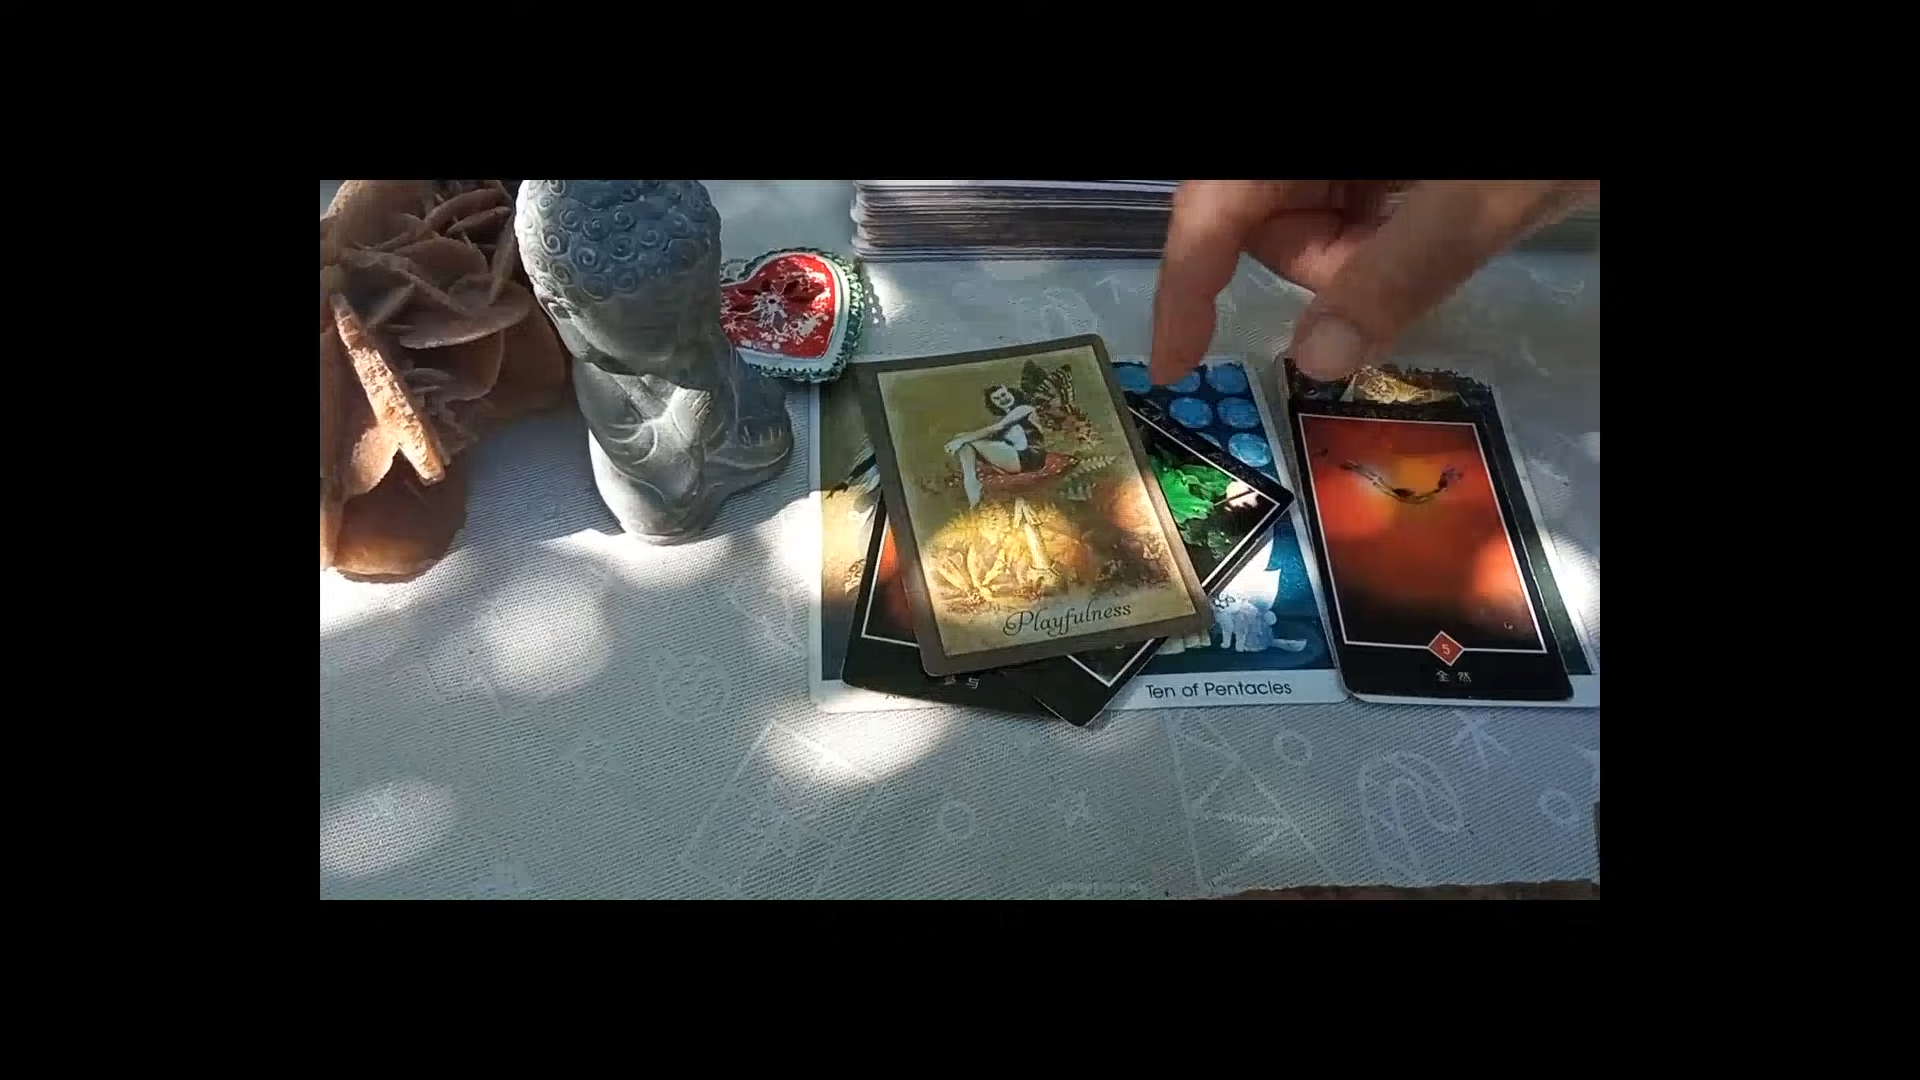 Playfulness
Ten of Pentacles
5
全然